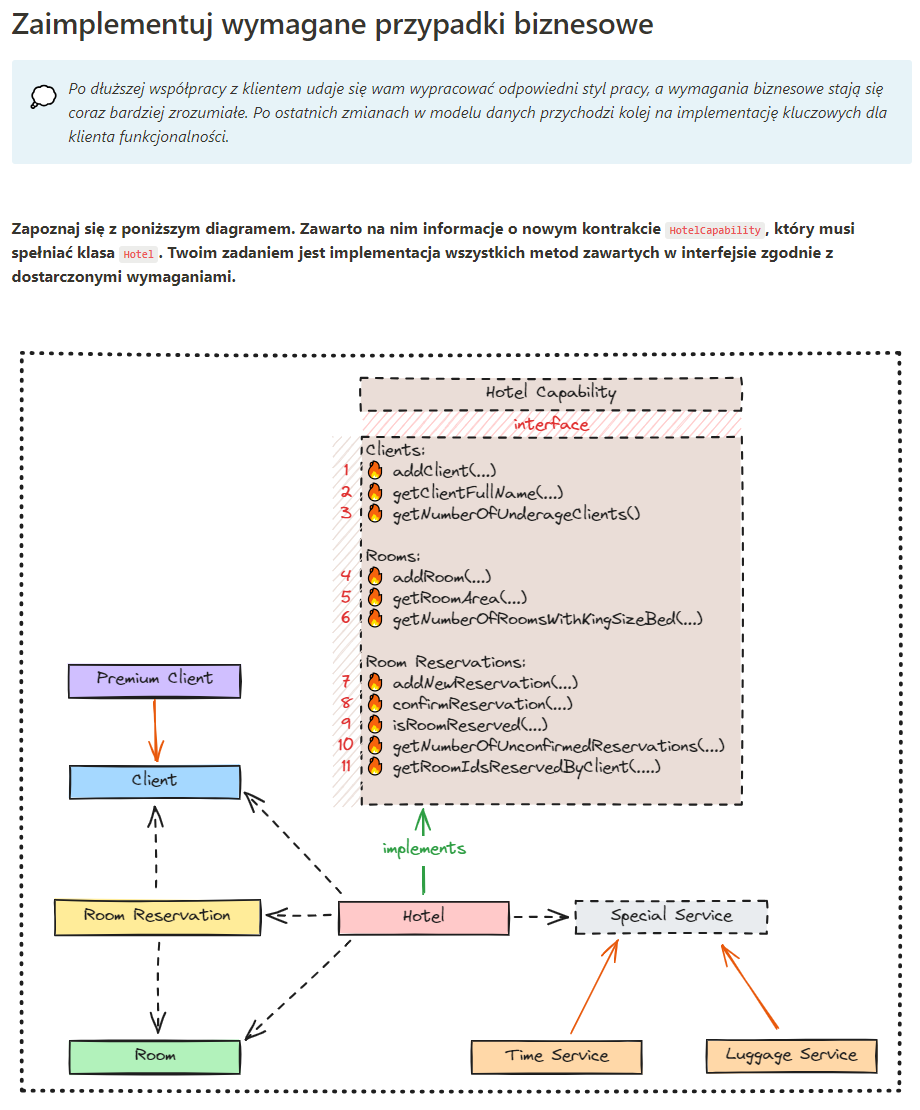 Zaimplementuj wymagane przypadki biznesowe
Po dłuższej współpracy z klientem udaje się wam wypracować odpowiedni styl pracy, a wymagania biznesowe stają się
coraz bardziej zrozumiałe. Po ostatnich zmianach w modelu danych przychodzi kolej na implementację kluczowych dla
klienta funkcjonalności.
Zapoznaj się z poniższym diagramem. Zawarto na nim informacje o nowym kontrakcie HotelCapability, który musi
spełniać klasa Hotel. Twoim zadaniem jest implementacja wszystkich metod zawartych w interfejsie zgodnie z
dostarczonymi wymaganiami.
Hotel Capability
interface
Clients:
1 addClient(...)
2 getClientFullName(...)
3 getNumberOfUnderageClients()
Rooms:
4 addRoom(...)
5 getRoomArea(...)
6 getNumberOfRoomsWithKingSizeBed(...)
Room Reservations:
7 addNewReservation(...)
8 confirmReservation(...)
9 isRoomReserved(...)
10 getNumberOfUnconfirmedReservations(...)
11 getRoomIdsReservedByClient(....)
Premium Client
Client
implements
Room Reservation
Hotel
Special Service
Room
Time Service
Luggage Service